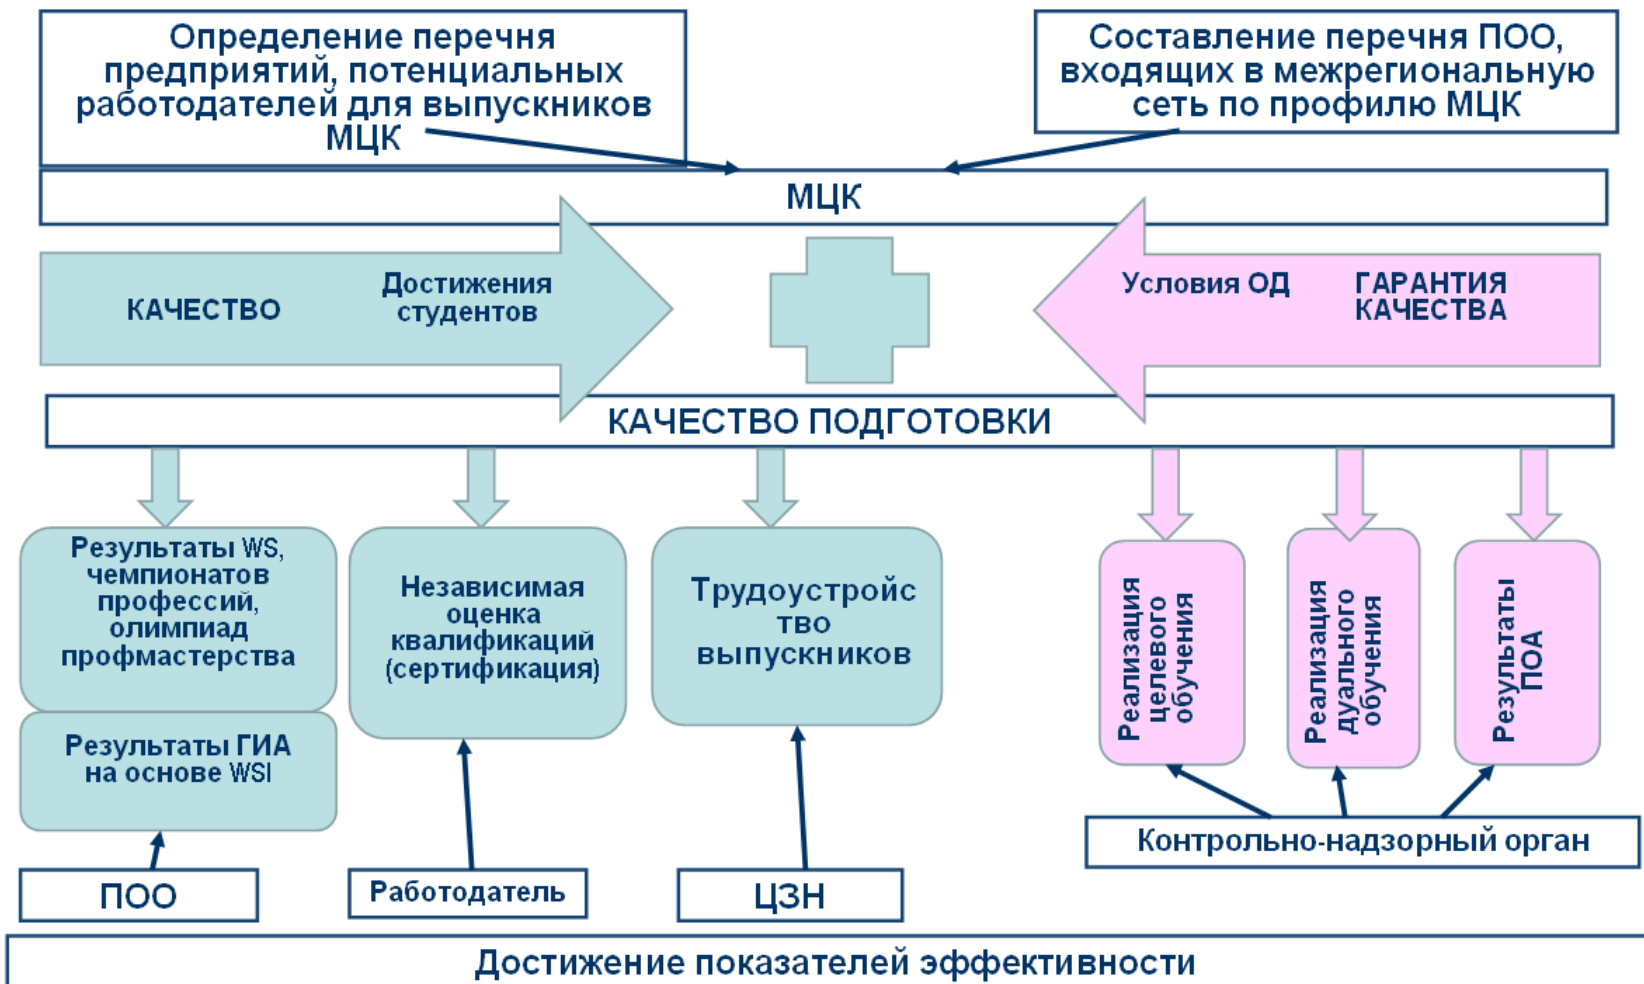 Определение перечня
предприятий, потенциальных
работодателей для выпускников
МЦК
Составление перечня ПОО,
входящих в межрегиональную
сеть по профилю МЦК
МЦК
КАЧЕСТВО
Достижения
студентов
Условия ОД
ГАРАНТИЯ
КАЧЕСТВА
КАЧЕСТВО ПОДГОТОВКИ
Результаты WS,
чемпионатов
профессий,
олимпиад
профмастерства
Результаты ГИА
на основе WSI
Независимая
оценка
квалификаций
(сертификация)
Трудоустройс
тво
выпускников
Реализация
целевого
обучения
Реализация
дуального
обучения
Результаты
ПОА
Контрольно-надзорный орган
ПОО
Работодатель
ЦЗН
Достижение показателей эффективности